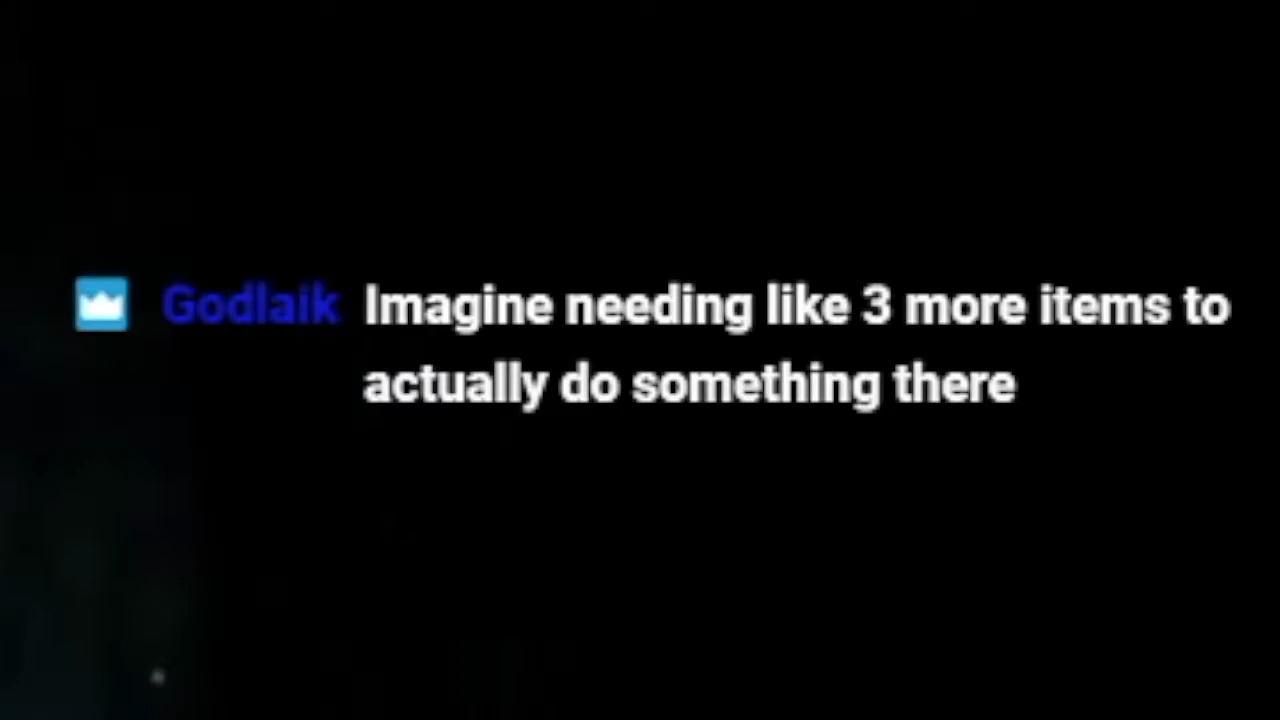 Godlaik Imagine needing like 3 more items to
actually do something there